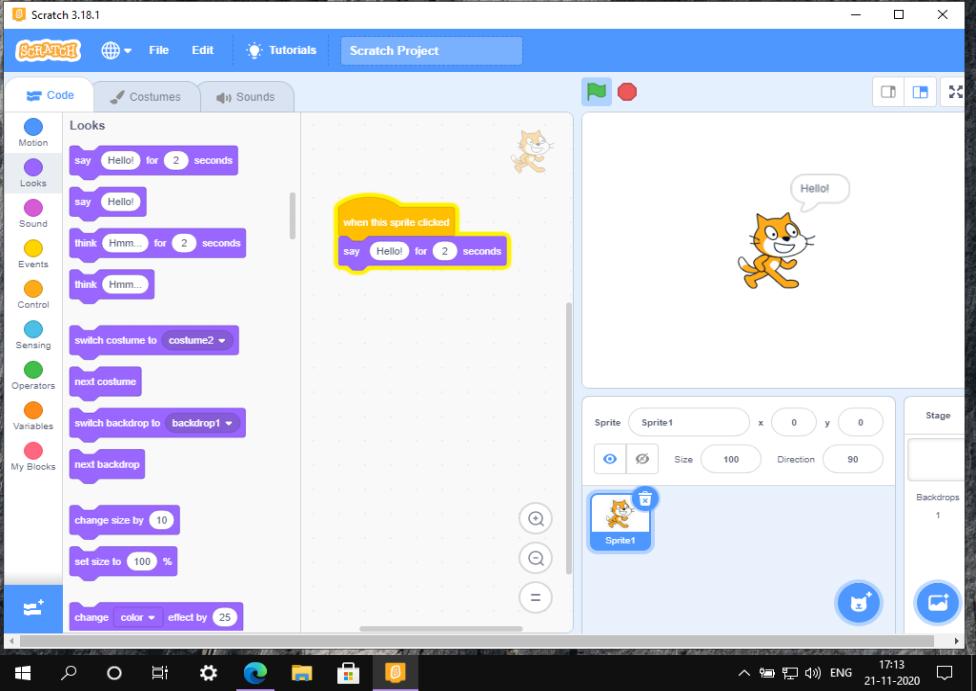 Scratch 3.18.1
SCRATCH File Edit Tutorials Scratch Project
Code Costumes Sounds
Motion
Looks
Sound
Events
Control
Sensing
Operators
Variables
My Blocks
Looks
say Hello! for 2 seconds
say Hello!
think Hmm... for 2 seconds
think Hmm...
switch costume to costume2
next costume
switch backdrop to backdrop1
next backdrop
change size by 10
set size to 100 %
change color effect by 25
when this sprite clicked
say Hello! for 2 seconds
Hello!
Sprite Sprite1 x 0 y 0
Size 100 Direction 90
Sprite1
Stage
Backdrops
1
ENG
17:13
21-11-2020